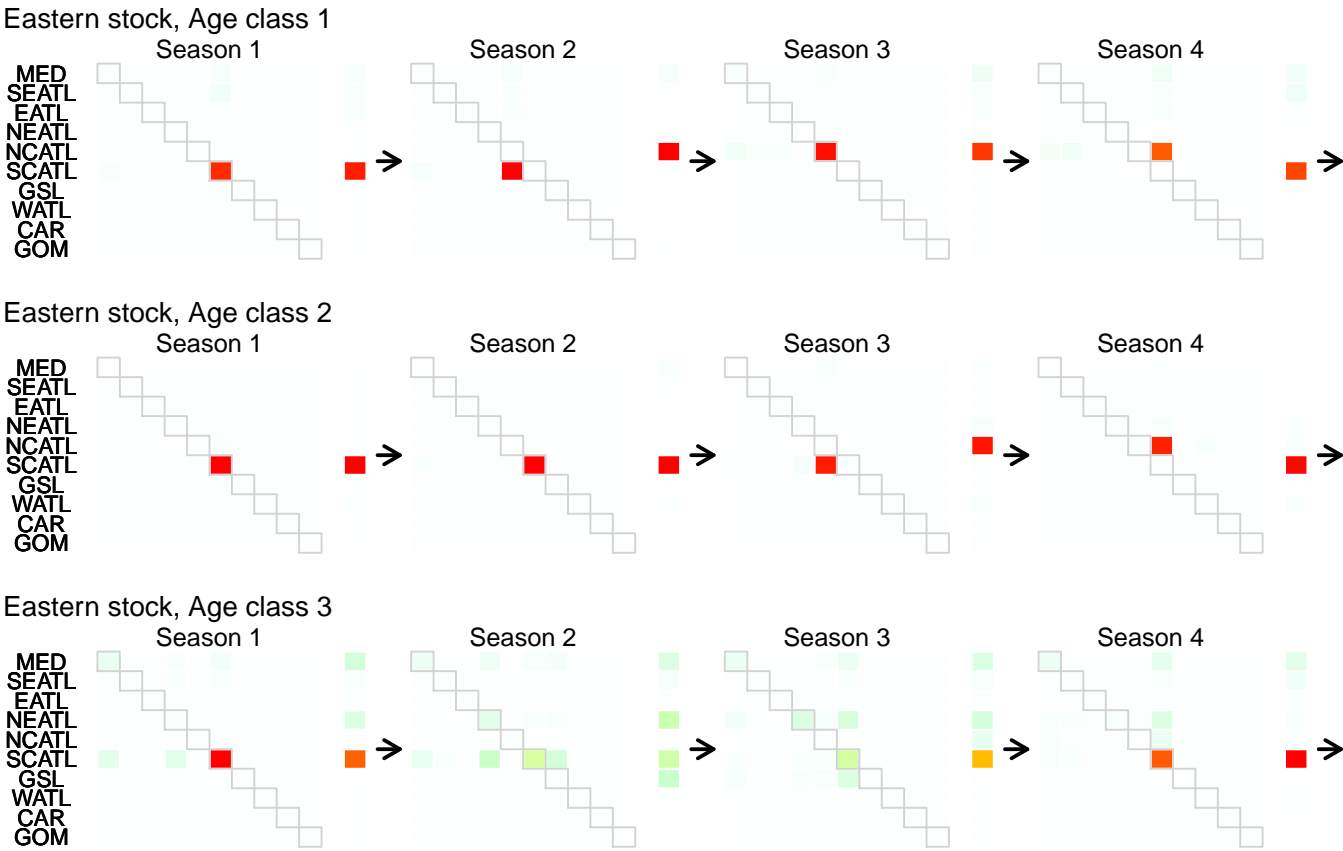 Eastern stock, Age class 1
Season 1 Season 2 Season 3 Season 4
MED
SEATL
EATL
NEATL
NCATL
SCATL
GSL
WATL
CAR
GOM
Eastern stock, Age class 2
Season 1 Season 2 Season 3 Season 4
MED
SEATL
EATL
NEATL
NCATL
SCATL
GSL
WATL
CAR
GOM
Eastern stock, Age class 3
Season 1 Season 2 Season 3 Season 4
MED
SEATL
EATL
NEATL
NCATL
SCATL
GSL
WATL
CAR
GOM